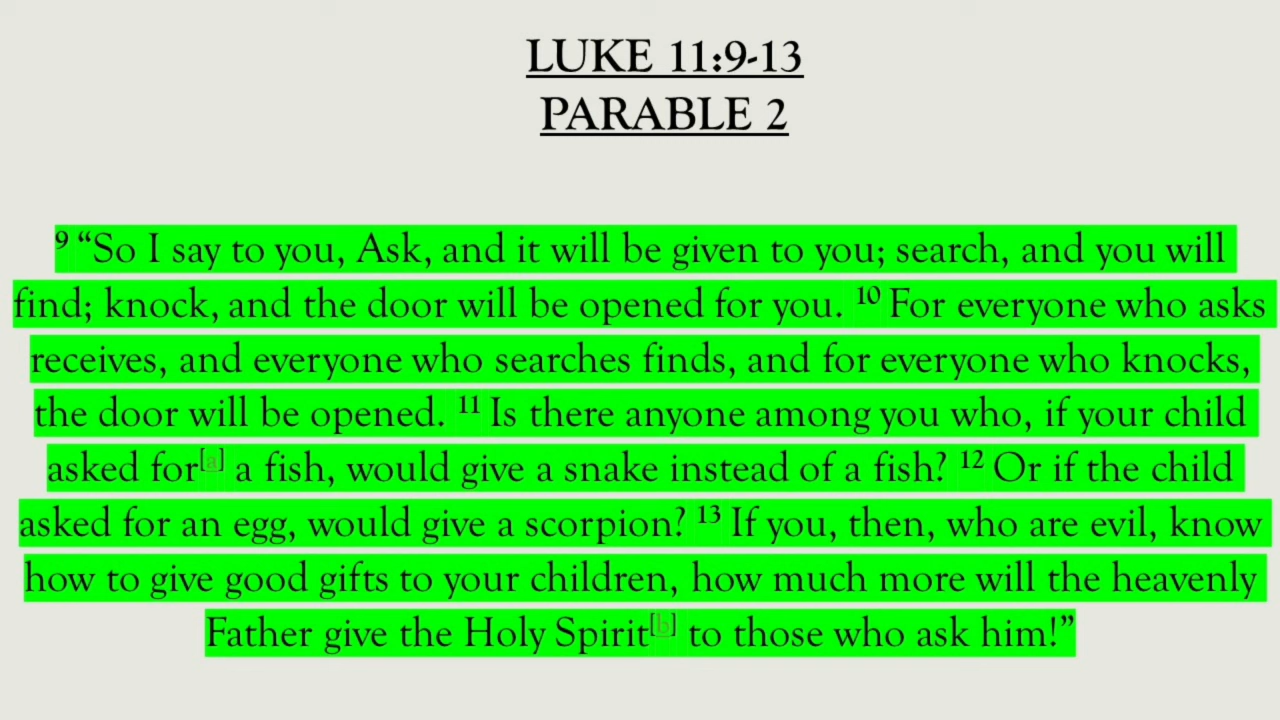 LUKE 11:9-13
PARABLE 2
9 “So I say to you, Ask, and it will be given to you; search, and you will
find; knock, and the door will be opened for you. 10 For everyone who asks
receives, and everyone who searches finds, and for everyone who knocks,
the door will be opened. 11 Is there anyone among you who, if your child
asked for[a] a fish, would give a snake instead of a fish? 12 Or if the child
asked for an egg, would give a scorpion? 13 If you, then, who are evil, know
how to give good gifts to your children, how much more will the heavenly
Father give the Holy Spirit[b] to those who ask him!”